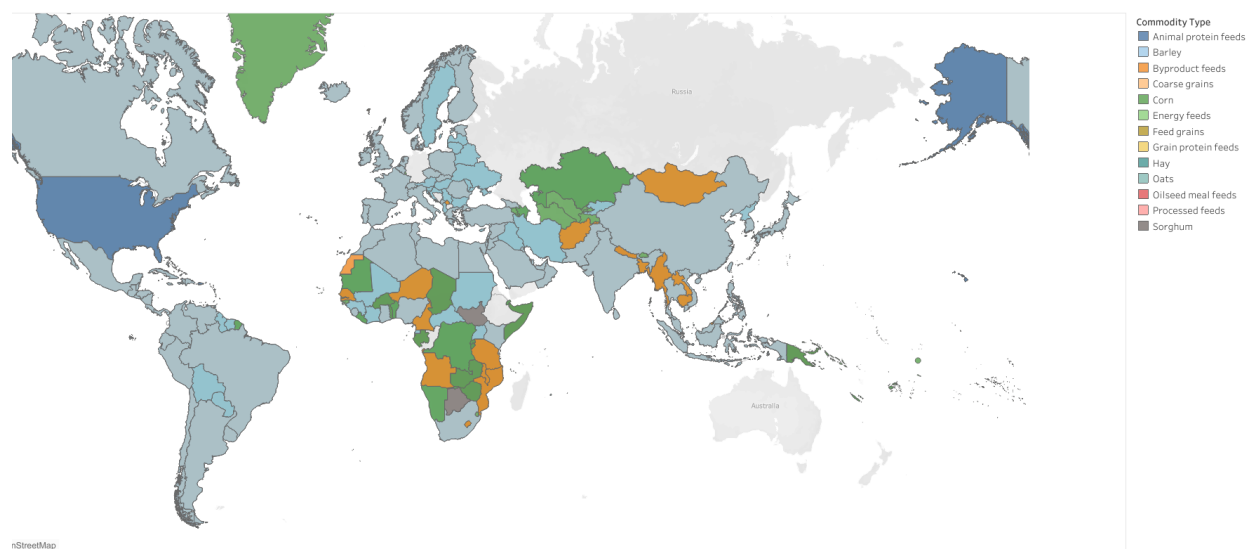 Commodity Type
Animal protein feeds
Barley
Byproduct feeds
Coarse grains
Corn
Energy feeds
Feed grains
Grain protein feeds
Hay
Oats
Oilseed meal feeds
Processed feeds
Sorghum
Russia
Australia
nStreetMap